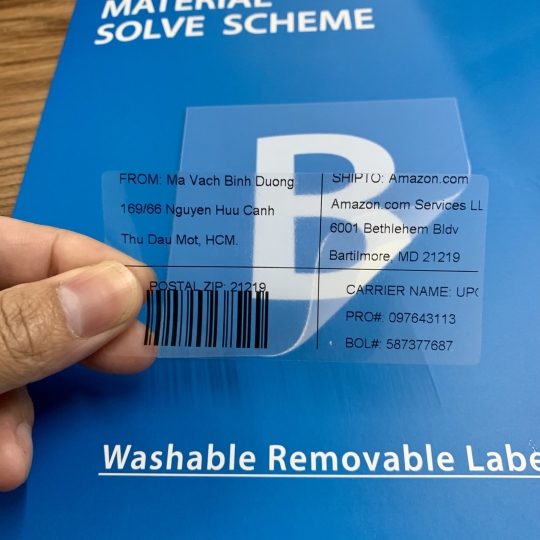 MATERIAL
SOLVE SCHEME
B
FROM: Ma Vach Binh Duong
169/66 Nguyen Huu Canh
Thu Dau Mot, HCM.
SHIPTO: Amazon.com
Amazon.com Services LL
6001 Bethlehem Bldv
Bartilmore, MD 21219
POSTAL ZIP: 21219
CARRIER NAME: UPC
PRO#: 097643113
BOL#: 587377687
Washable Removable Labe